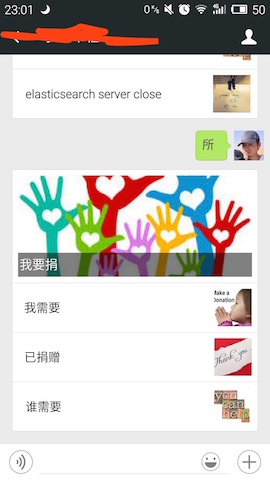 23:01
0%
4G
50
elasticsearch server close
所
我要捐
Make a
Donation
我需要
已捐赠
Thank you
谁需要
you
can
help